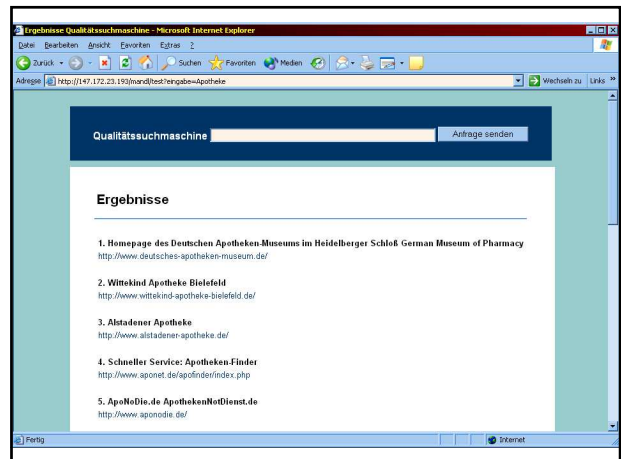 Ergebnisse Qualitätssuchmaschine - Microsoft Internet Explorer
Datei Bearbeiten Ansicht Favoriten Extras ?
Zurück Suchen Favoriten Medien
Adresse http://147.172.23.193/mandl/test?eingabe=Apotheke Wechseln zu Links »
Qualitätssuchmaschine Anfrage senden
Ergebnisse
1. Homepage des Deutschen Apotheken-Museums im Heidelberger Schloß German Museum of Pharmacy
http://www.deutsches-apotheken-museum.de/
2. Wittekind Apotheke Bielefeld
http://www.wittekind-apotheke-bielefeld.de/
3. Alstadener Apotheke
http://www.alstadener-apotheke.de/
4. Schneller Service: Apotheken-Finder
http://www.aponet.de/apofinder/index.php
5. ApoNoDie.de ApothekenNotDienst.de
http://www.aponodie.de/
Fertig Internet